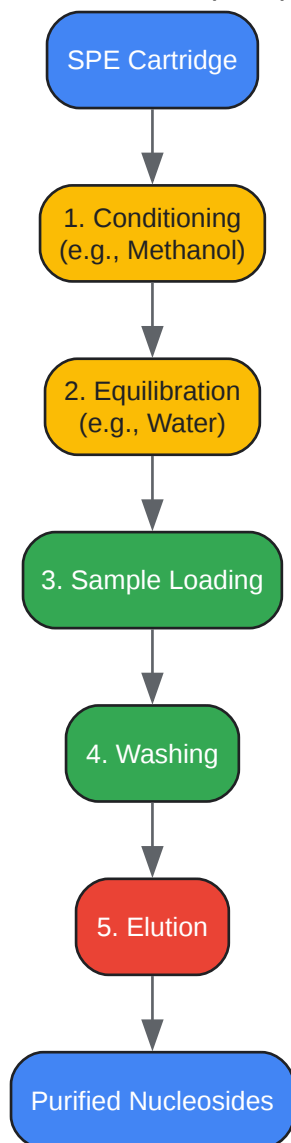 SPE Cartridge
1. Conditioning
(e.g., Methanol)
2. Equilibration
(e.g., Water)
3. Sample Loading
4. Washing
5. Elution
Purified Nucleosides